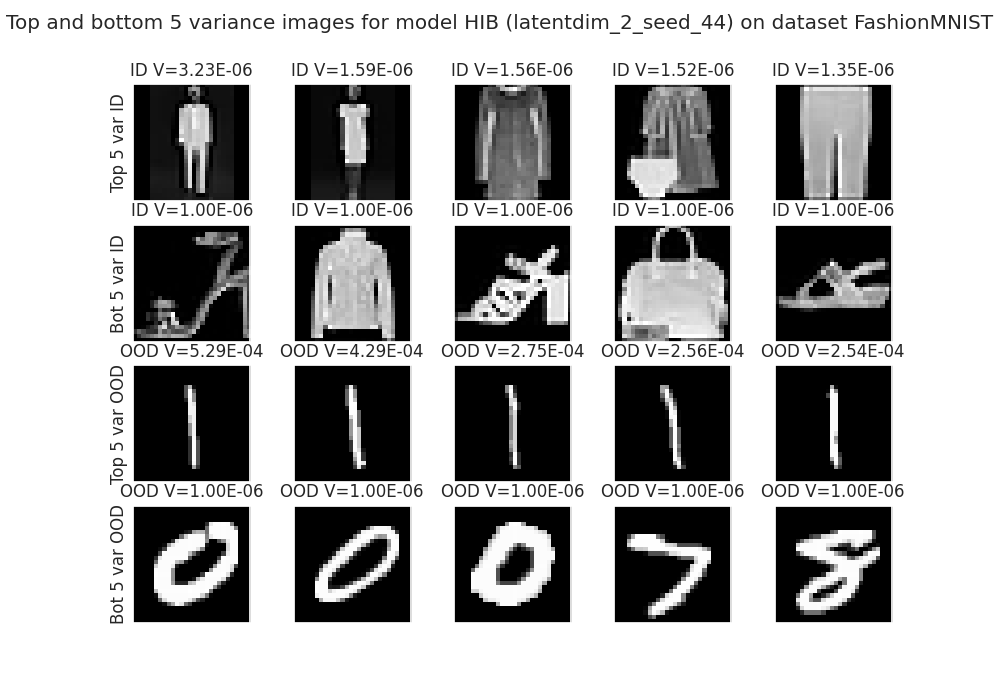 Top and bottom 5 variance images for model HIB (latentdim_2_seed_44) on dataset FashionMNIST
ID V=3.23E-06 ID V=1.59E-06 ID V=1.56E-06 ID V=1.52E-06 ID V=1.35E-06
Top 5 var ID
ID V=1.00E-06 ID V=1.00E-06 ID V=1.00E-06 ID V=1.00E-06 ID V=1.00E-06
Bot 5 var ID
OOD V=5.29E-04 OOD V=4.29E-04 OOD V=2.75E-04 OOD V=2.56E-04 OOD V=2.54E-04
Top 5 var OOD
OOD V=1.00E-06 OOD V=1.00E-06 OOD V=1.00E-06 OOD V=1.00E-06 OOD V=1.00E-06
Bot 5 var OOD